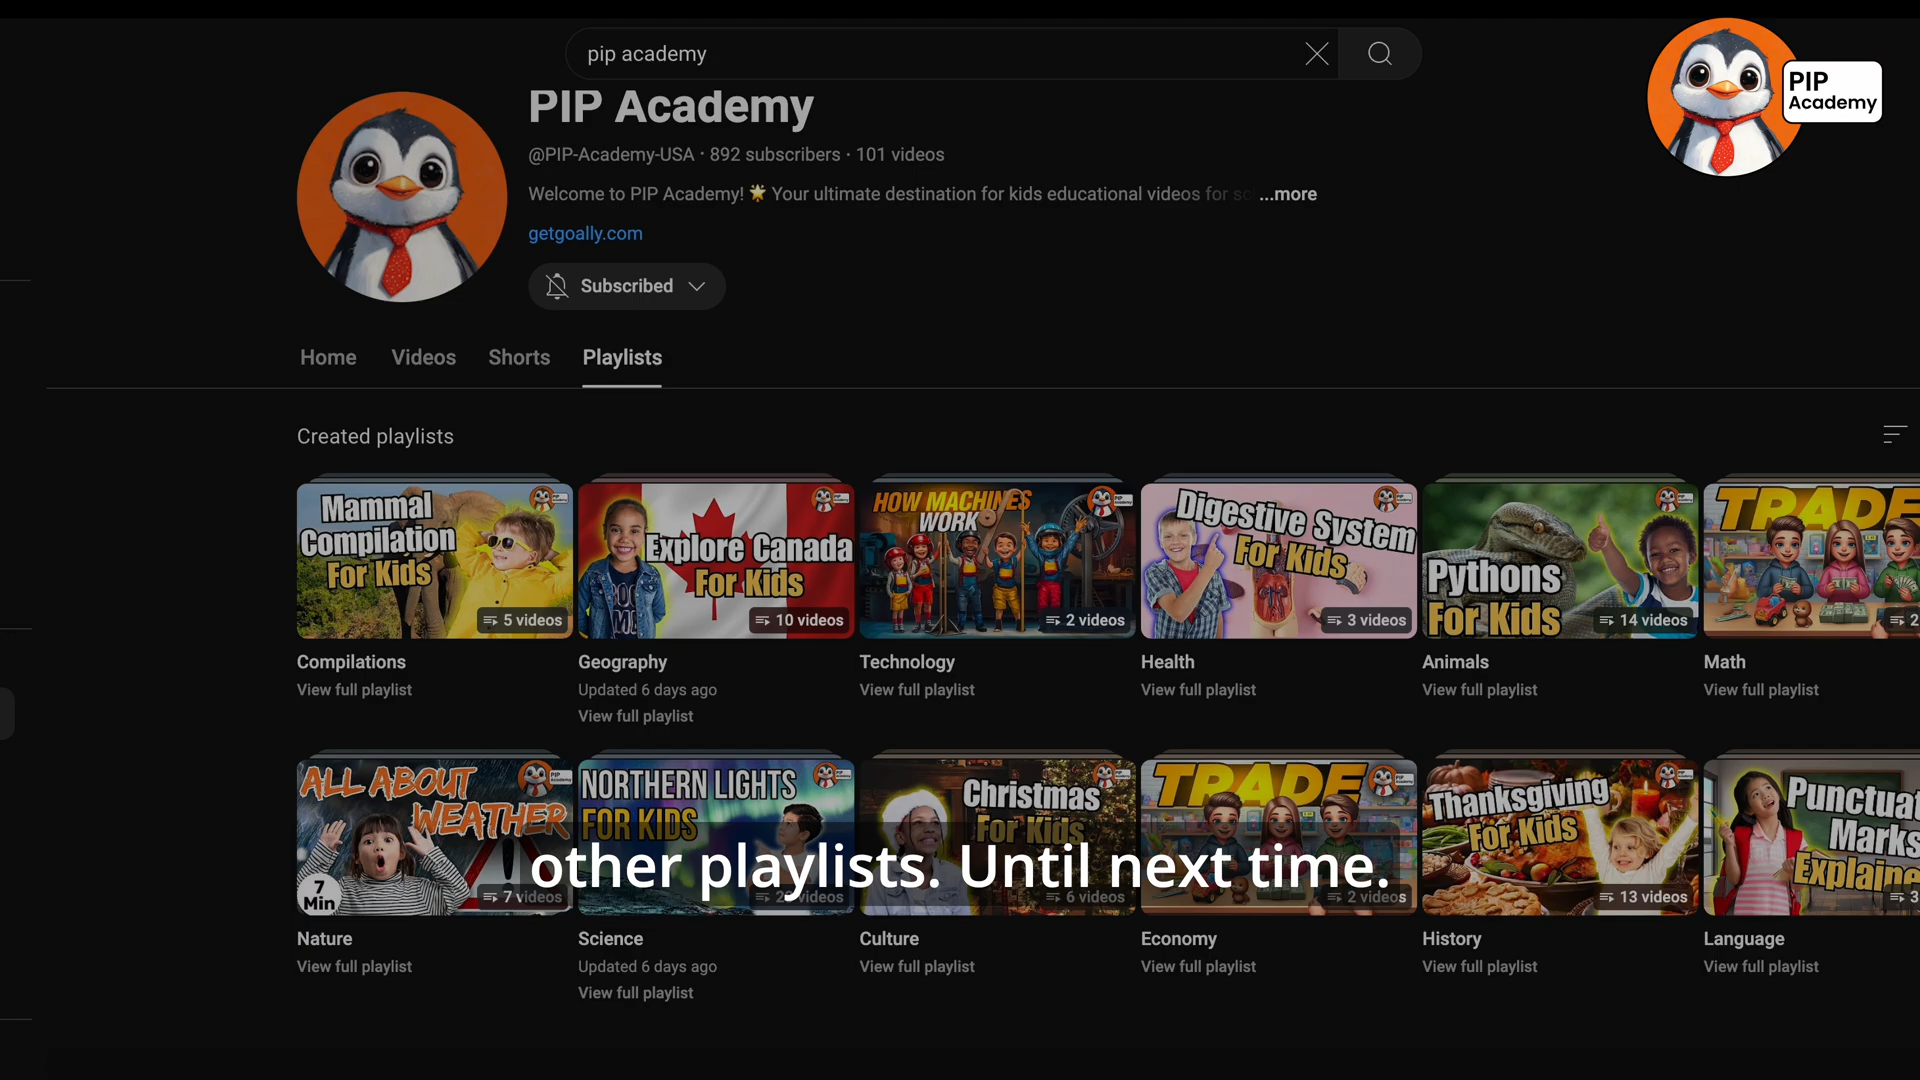 pip academy
PIP
Academy
PIP Academy
@PIP-Academy-USA · 892 subscribers · 101 videos
Welcome to PIP Academy! 🌟 Your ultimate destination for kids educational videos for ...more
getgoally.com
Subscribed
Home Videos Shorts Playlists
Created playlists
Mammal
Compilation
For Kids
5 videos
Explore Canada
For Kids
10 videos
HOW MACHINES
WORK
2 videos
Digestive System
For Kids
3 videos
Pythons
For Kids
14 videos
TRADE
Compilations
View full playlist
Geography
Updated 6 days ago
View full playlist
Technology
View full playlist
Health
View full playlist
Animals
View full playlist
Math
View full playlist
ALL ABOUT
WEATHER
7
Min
7 videos
NORTHERN LIGHTS
FOR KIDS
videos
Christmas
For Kids
6 videos
TRADE
2 videos
Thanksgiving
For Kids
13 videos
Marks
other playlists. Until next time.
Nature
View full playlist
Science
Updated 6 days ago
View full playlist
Culture
View full playlist
Economy
View full playlist
History
View full playlist
Language
View full playlist